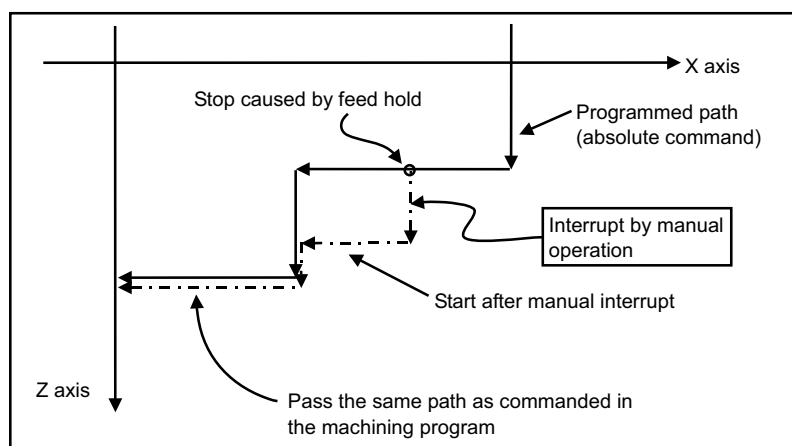 X axis
Stop caused by feed hold
Programmed path
(absolute command)
Interrupt by manual
operation
Start after manual interrupt
Z axis
Pass the same path as commanded in
the machining program